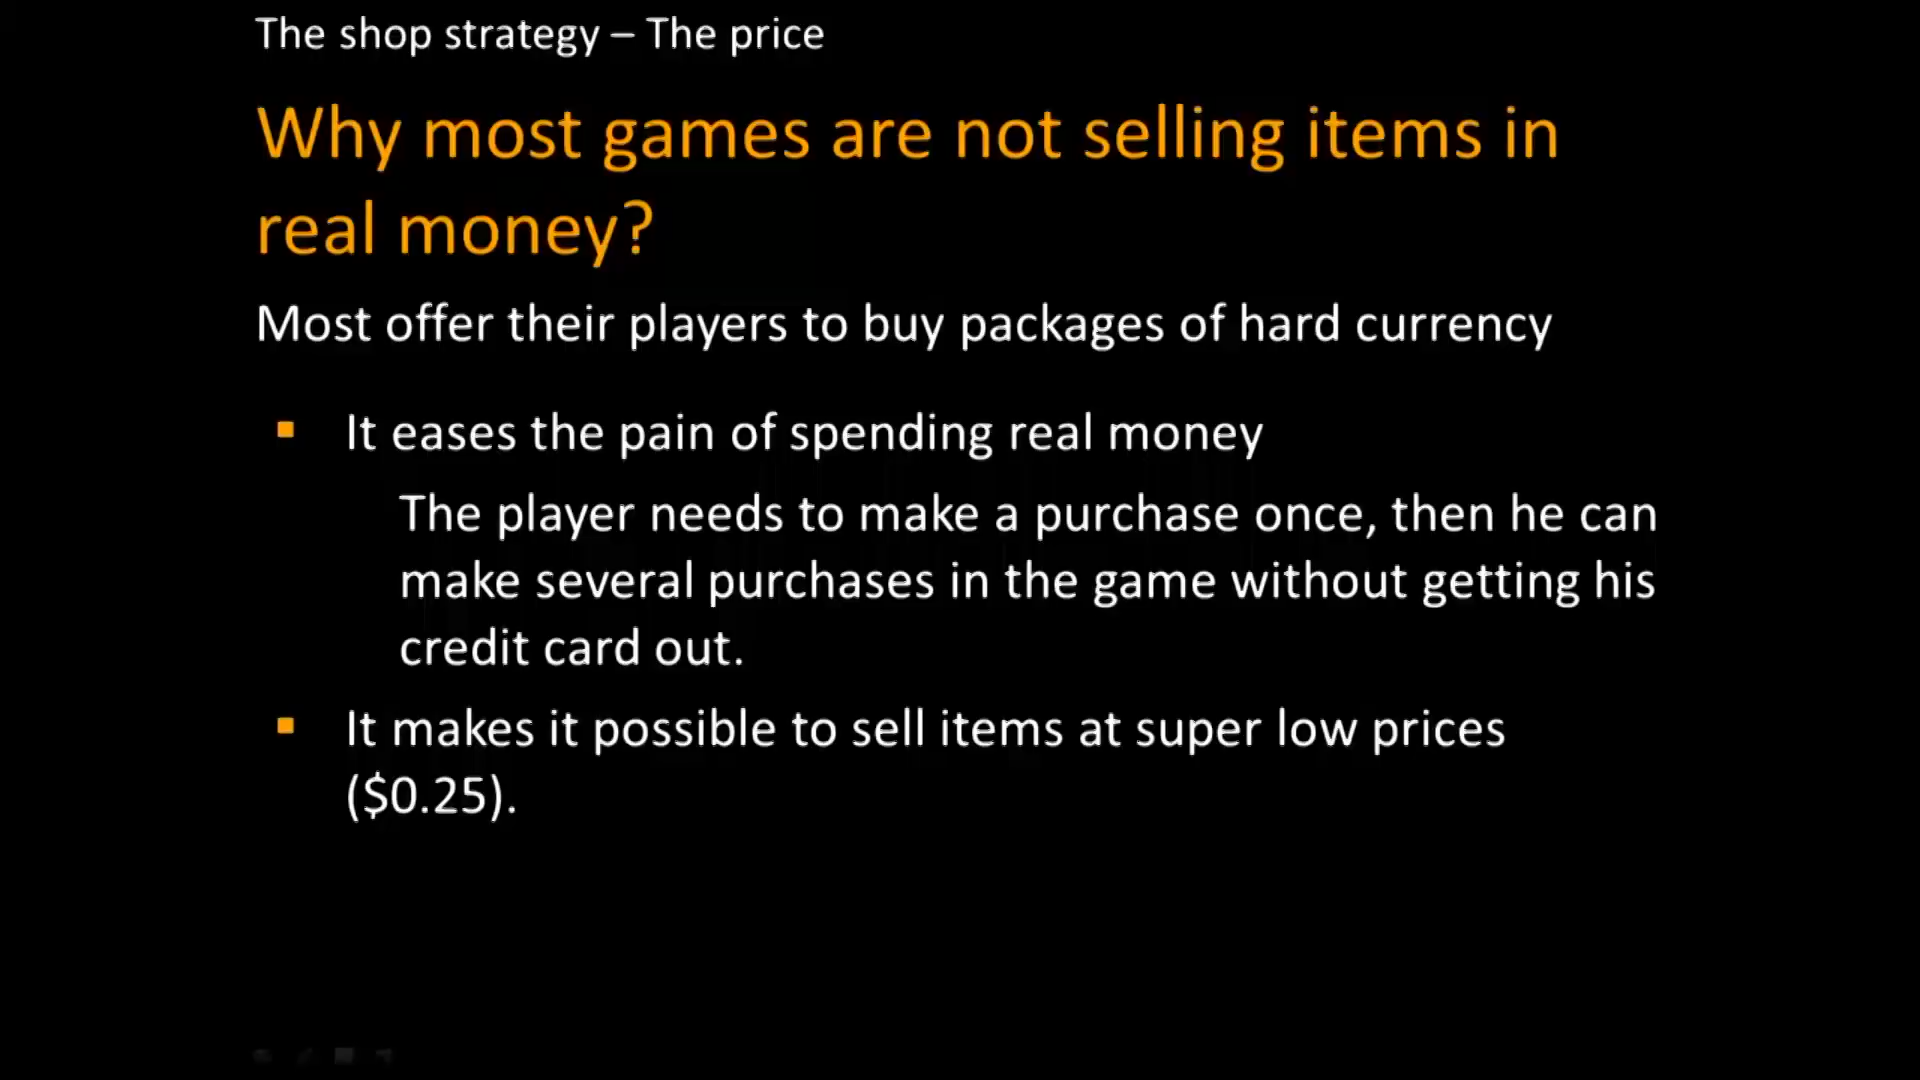 The shop strategy – The price
Why most games are not selling items in
real money?
Most offer their players to buy packages of hard currency
It eases the pain of spending real money
The player needs to make a purchase once, then he can
make several purchases in the game without getting his
credit card out.
It makes it possible to sell items at super low prices
($0.25).